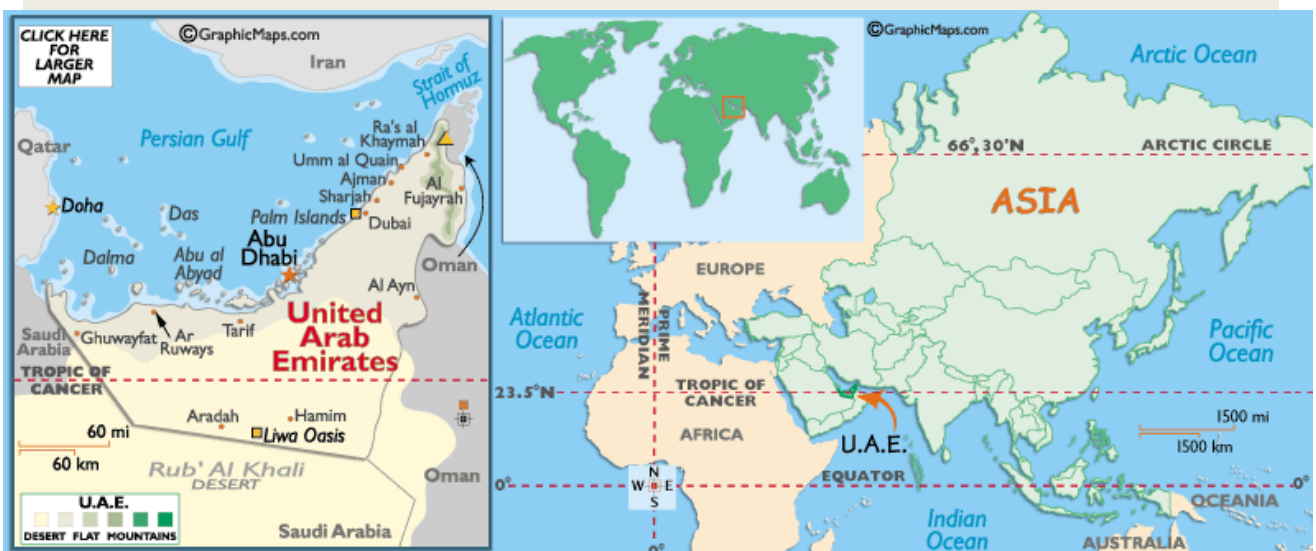 CLICK HERE
FOR
LARGER
MAP
©GraphicMaps.com
Iran
Strait of
Hormuz
Persian Gulf
Qatar
Ra's al
Khaymah
Umm al Quain
Ajman
Sharjah
Al
Fujayrah
Palm Islands
Dubai
Doha
Das
Abu
Dhabi
Dalma
Abu al
Abyad
Oman
Al Ayn
United
Arab
Emirates
Saudi
Arabia
Ghuwayfat
Ar
Ruways
Tarif
TROPIC OF
CANCER
Aradah
Hamim
Liwa Oasis
60 mi
60 km
Rub' Al Khali
DESERT
Oman
Saudi Arabia
U.A.E.
DESERT FLAT MOUNTAINS
©GraphicMaps.com
Arctic Ocean
66°, 30'N
ARCTIC CIRCLE
ASIA
EUROPE
Atlantic
Ocean
PRIME
MERIDIAN
Pacific
Ocean
23.5°N
TROPIC OF
CANCER
AFRICA
U.A.E.
1500 mi
1500 km
EQUATOR
N
W E
S
0°
0°
OCEANIA
Indian
Ocean
AUSTRALIA
0°